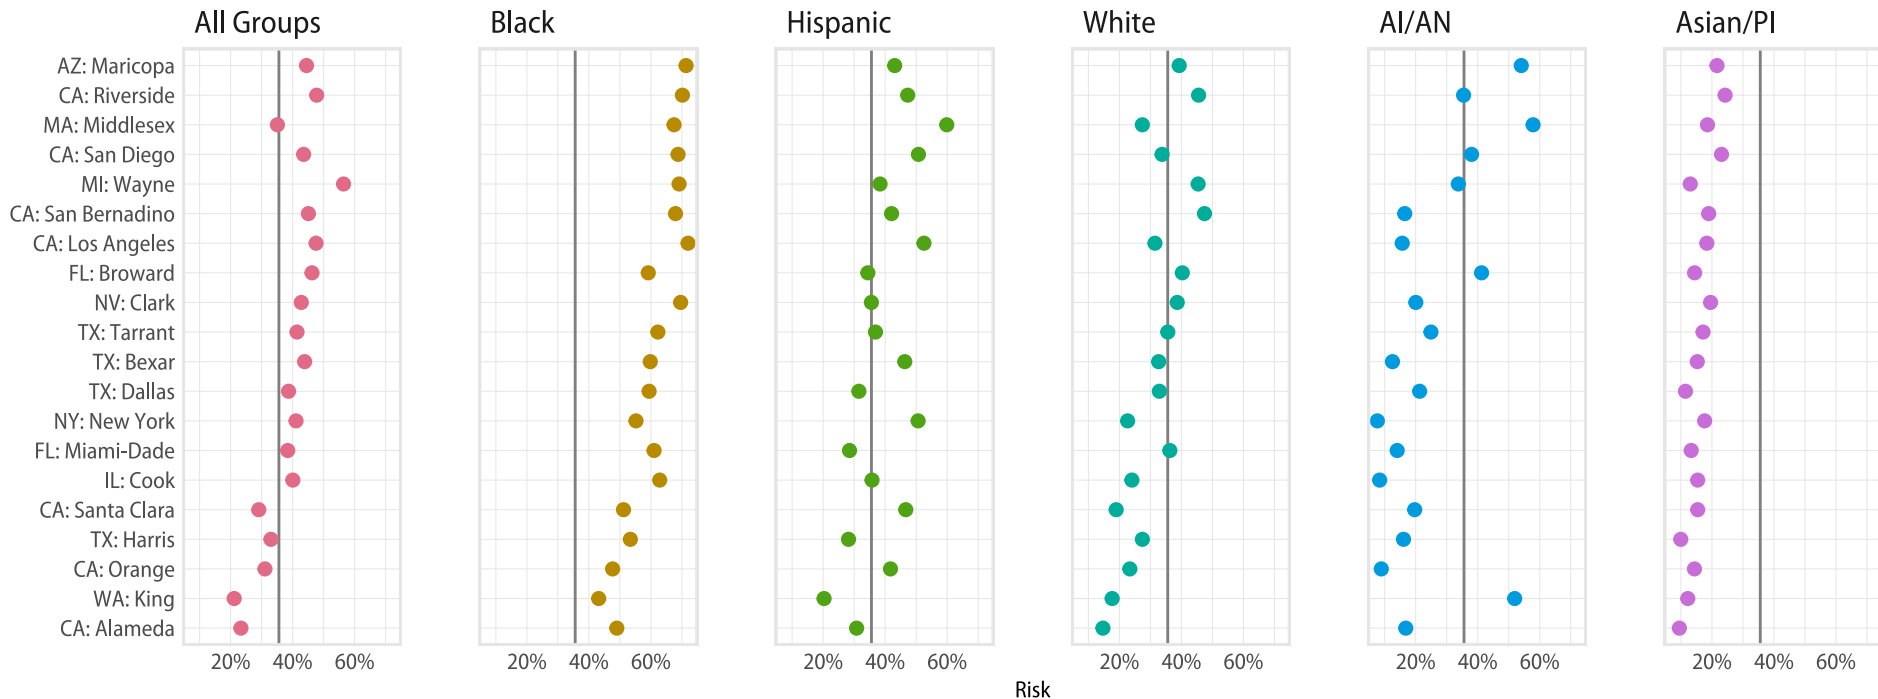 All Groups Black Hispanic White AI/AN Asian/PI
AZ: Maricopa
CA: Riverside
MA: Middlesex
CA: San Diego
MI: Wayne
CA: San Bernadino
CA: Los Angeles
FL: Broward
NV: Clark
TX: Tarrant
TX: Bexar
TX: Dallas
NY: New York
FL: Miami-Dade
IL: Cook
CA: Santa Clara
TX: Harris
CA: Orange
WA: King
CA: Alameda
20% 40% 60% 20% 40% 60% 20% 40% 60% 20% 40% 60% 20% 40% 60% 20% 40% 60%
Risk